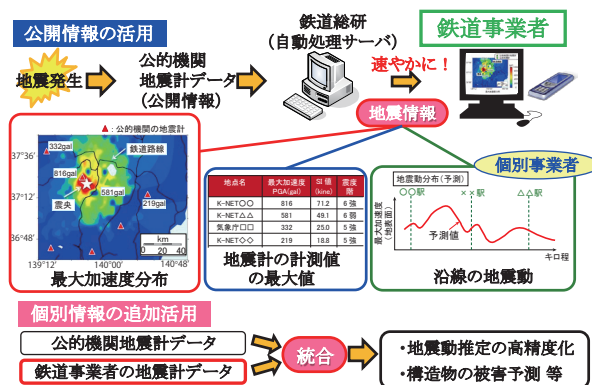 公開情報の活用
地震発生
公的機関
地震計データ
(公開情報)
鉄道総研
(自動処理サーバ)
速やかに！
鉄道事業者
地震情報
▲：公的機関の地震計
332gal
鉄道路線
37°36'
816gal
581gal
219gal
37°12'
震央
36°48'
km
0 20 40
139°12' 140°00' 140°48'
最大加速度分布
地点名 最大加速度 PGA(gal) SI 値 (kine) 震度階
K-NET〇〇 816 71.2 6 強
K-NET△△ 581 49.1 6 弱
気象庁□□ 332 25.0 5 強
K-NET◇◇ 219 18.8 5 強
地震計の計測値
の最大値
個別事業者
地震動分布(予測)
〇〇駅 ××駅 △△駅
最大加速度
(地表面)
予測値
キロ程
沿線の地震動
個別情報の追加活用
公的機関地震計データ
鉄道事業者の地震計データ
統合
・地震動推定の高精度化
・構造物の被害予測 等